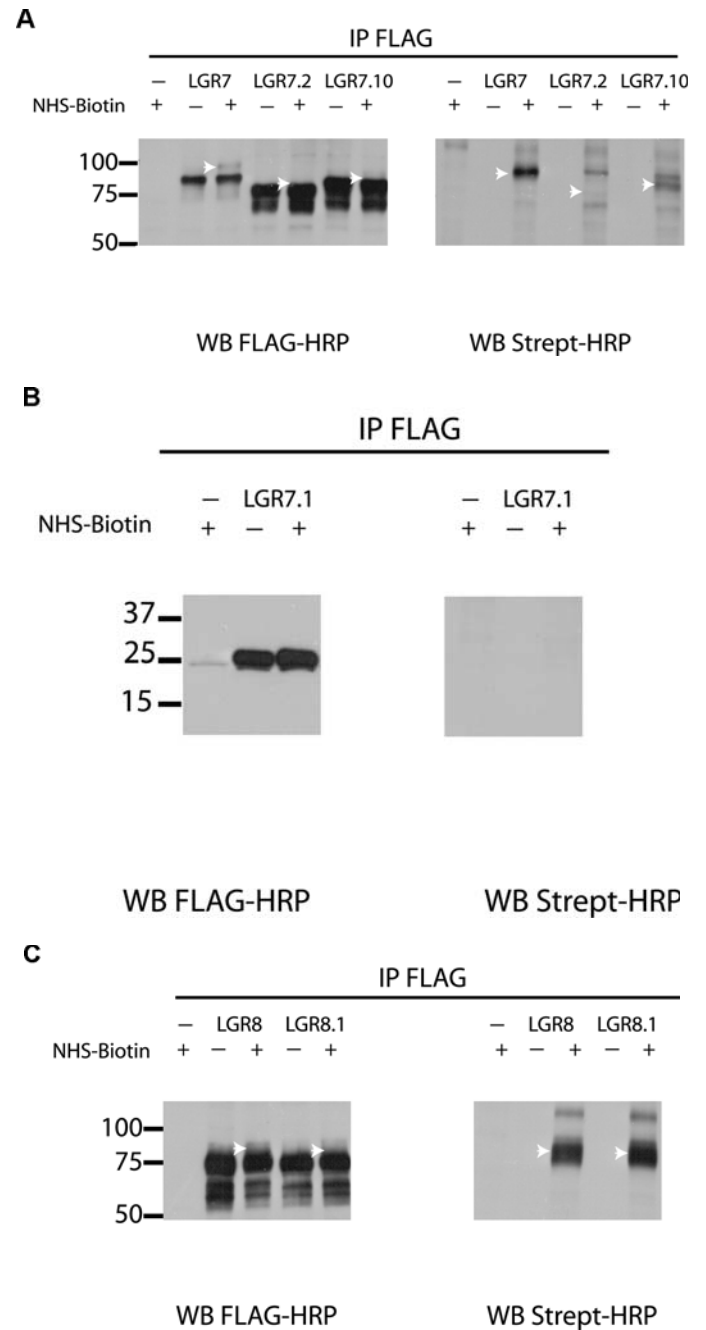 A
IP FLAG
– LGR7 LGR7.2 LGR7.10 – LGR7 LGR7.2 LGR7.10
NHS-Biotin + – + – + – + + – + – + – +
100
75
50
WB FLAG-HRP WB Strept-HRP
B
IP FLAG
– LGR7.1 – LGR7.1
NHS-Biotin + – + + – +
37
25
15
WB FLAG-HRP WB Strept-HRP
C
IP FLAG
– LGR8 LGR8.1 – LGR8 LGR8.1
NHS-Biotin + – + – + + – + – +
100
75
50
WB FLAG-HRP WB Strept-HRP